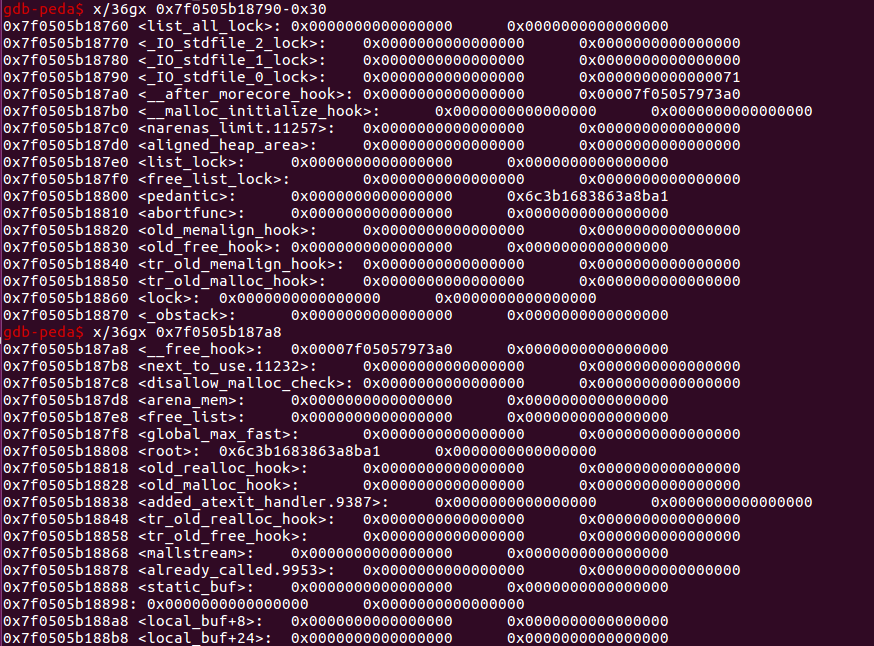 gdb-peda$ x/36gx 0x7f0505b18790-0x30
0x7f0505b18760 <list_all_lock>: 0x0000000000000000 0x0000000000000000
0x7f0505b18770 <_IO_stdfile_2_lock>: 0x0000000000000000 0x0000000000000000
0x7f0505b18780 <_IO_stdfile_1_lock>: 0x0000000000000000 0x0000000000000000
0x7f0505b18790 <_IO_stdfile_0_lock>: 0x0000000000000000 0x0000000000000071
0x7f0505b187a0 <__after_morecore_hook>: 0x0000000000000000 0x00007f05057973a0
0x7f0505b187b0 <__malloc_initialize_hook>: 0x0000000000000000 0x0000000000000000
0x7f0505b187c0 <narenas_limit.11257>: 0x0000000000000000 0x0000000000000000
0x7f0505b187d0 <aligned_heap_area>: 0x0000000000000000 0x0000000000000000
0x7f0505b187e0 <list_lock>: 0x0000000000000000 0x0000000000000000
0x7f0505b187f0 <free_list_lock>: 0x0000000000000000 0x0000000000000000
0x7f0505b18800 <pedantic>: 0x0000000000000000 0x6c3b1683863a8ba1
0x7f0505b18810 <abortfunc>: 0x0000000000000000 0x0000000000000000
0x7f0505b18820 <old_memalign_hook>: 0x0000000000000000 0x0000000000000000
0x7f0505b18830 <old_free_hook>: 0x0000000000000000 0x0000000000000000
0x7f0505b18840 <tr_old_memalign_hook>: 0x0000000000000000 0x0000000000000000
0x7f0505b18850 <tr_old_malloc_hook>: 0x0000000000000000 0x0000000000000000
0x7f0505b18860 <lock>: 0x0000000000000000 0x0000000000000000
0x7f0505b18870 <_obstack>: 0x0000000000000000 0x0000000000000000
gdb-peda$ x/36gx 0x7f0505b187a8
0x7f0505b187a8 <__free_hook>: 0x00007f05057973a0 0x0000000000000000
0x7f0505b187b8 <next_to_use.11232>: 0x0000000000000000 0x0000000000000000
0x7f0505b187c8 <disallow_malloc_check>: 0x0000000000000000 0x0000000000000000
0x7f0505b187d8 <arena_mem>: 0x0000000000000000 0x0000000000000000
0x7f0505b187e8 <free_list>: 0x0000000000000000 0x0000000000000000
0x7f0505b187f8 <global_max_fast>: 0x0000000000000000 0x0000000000000000
0x7f0505b18808 <root>: 0x6c3b1683863a8ba1 0x0000000000000000
0x7f0505b18818 <old_realloc_hook>: 0x0000000000000000 0x0000000000000000
0x7f0505b18828 <old_malloc_hook>: 0x0000000000000000 0x0000000000000000
0x7f0505b18838 <added_atexit_handler.9387>: 0x0000000000000000 0x0000000000000000
0x7f0505b18848 <tr_old_realloc_hook>: 0x0000000000000000 0x0000000000000000
0x7f0505b18858 <tr_old_free_hook>: 0x0000000000000000 0x0000000000000000
0x7f0505b18868 <mallstream>: 0x0000000000000000 0x0000000000000000
0x7f0505b18878 <already_called.9953>: 0x0000000000000000 0x0000000000000000
0x7f0505b18888 <static_buf>: 0x0000000000000000 0x0000000000000000
0x7f0505b18898: 0x0000000000000000 0x0000000000000000
0x7f0505b188a8 <local_buf+8>: 0x0000000000000000 0x0000000000000000
0x7f0505b188b8 <local_buf+24>: 0x0000000000000000 0x0000000000000000